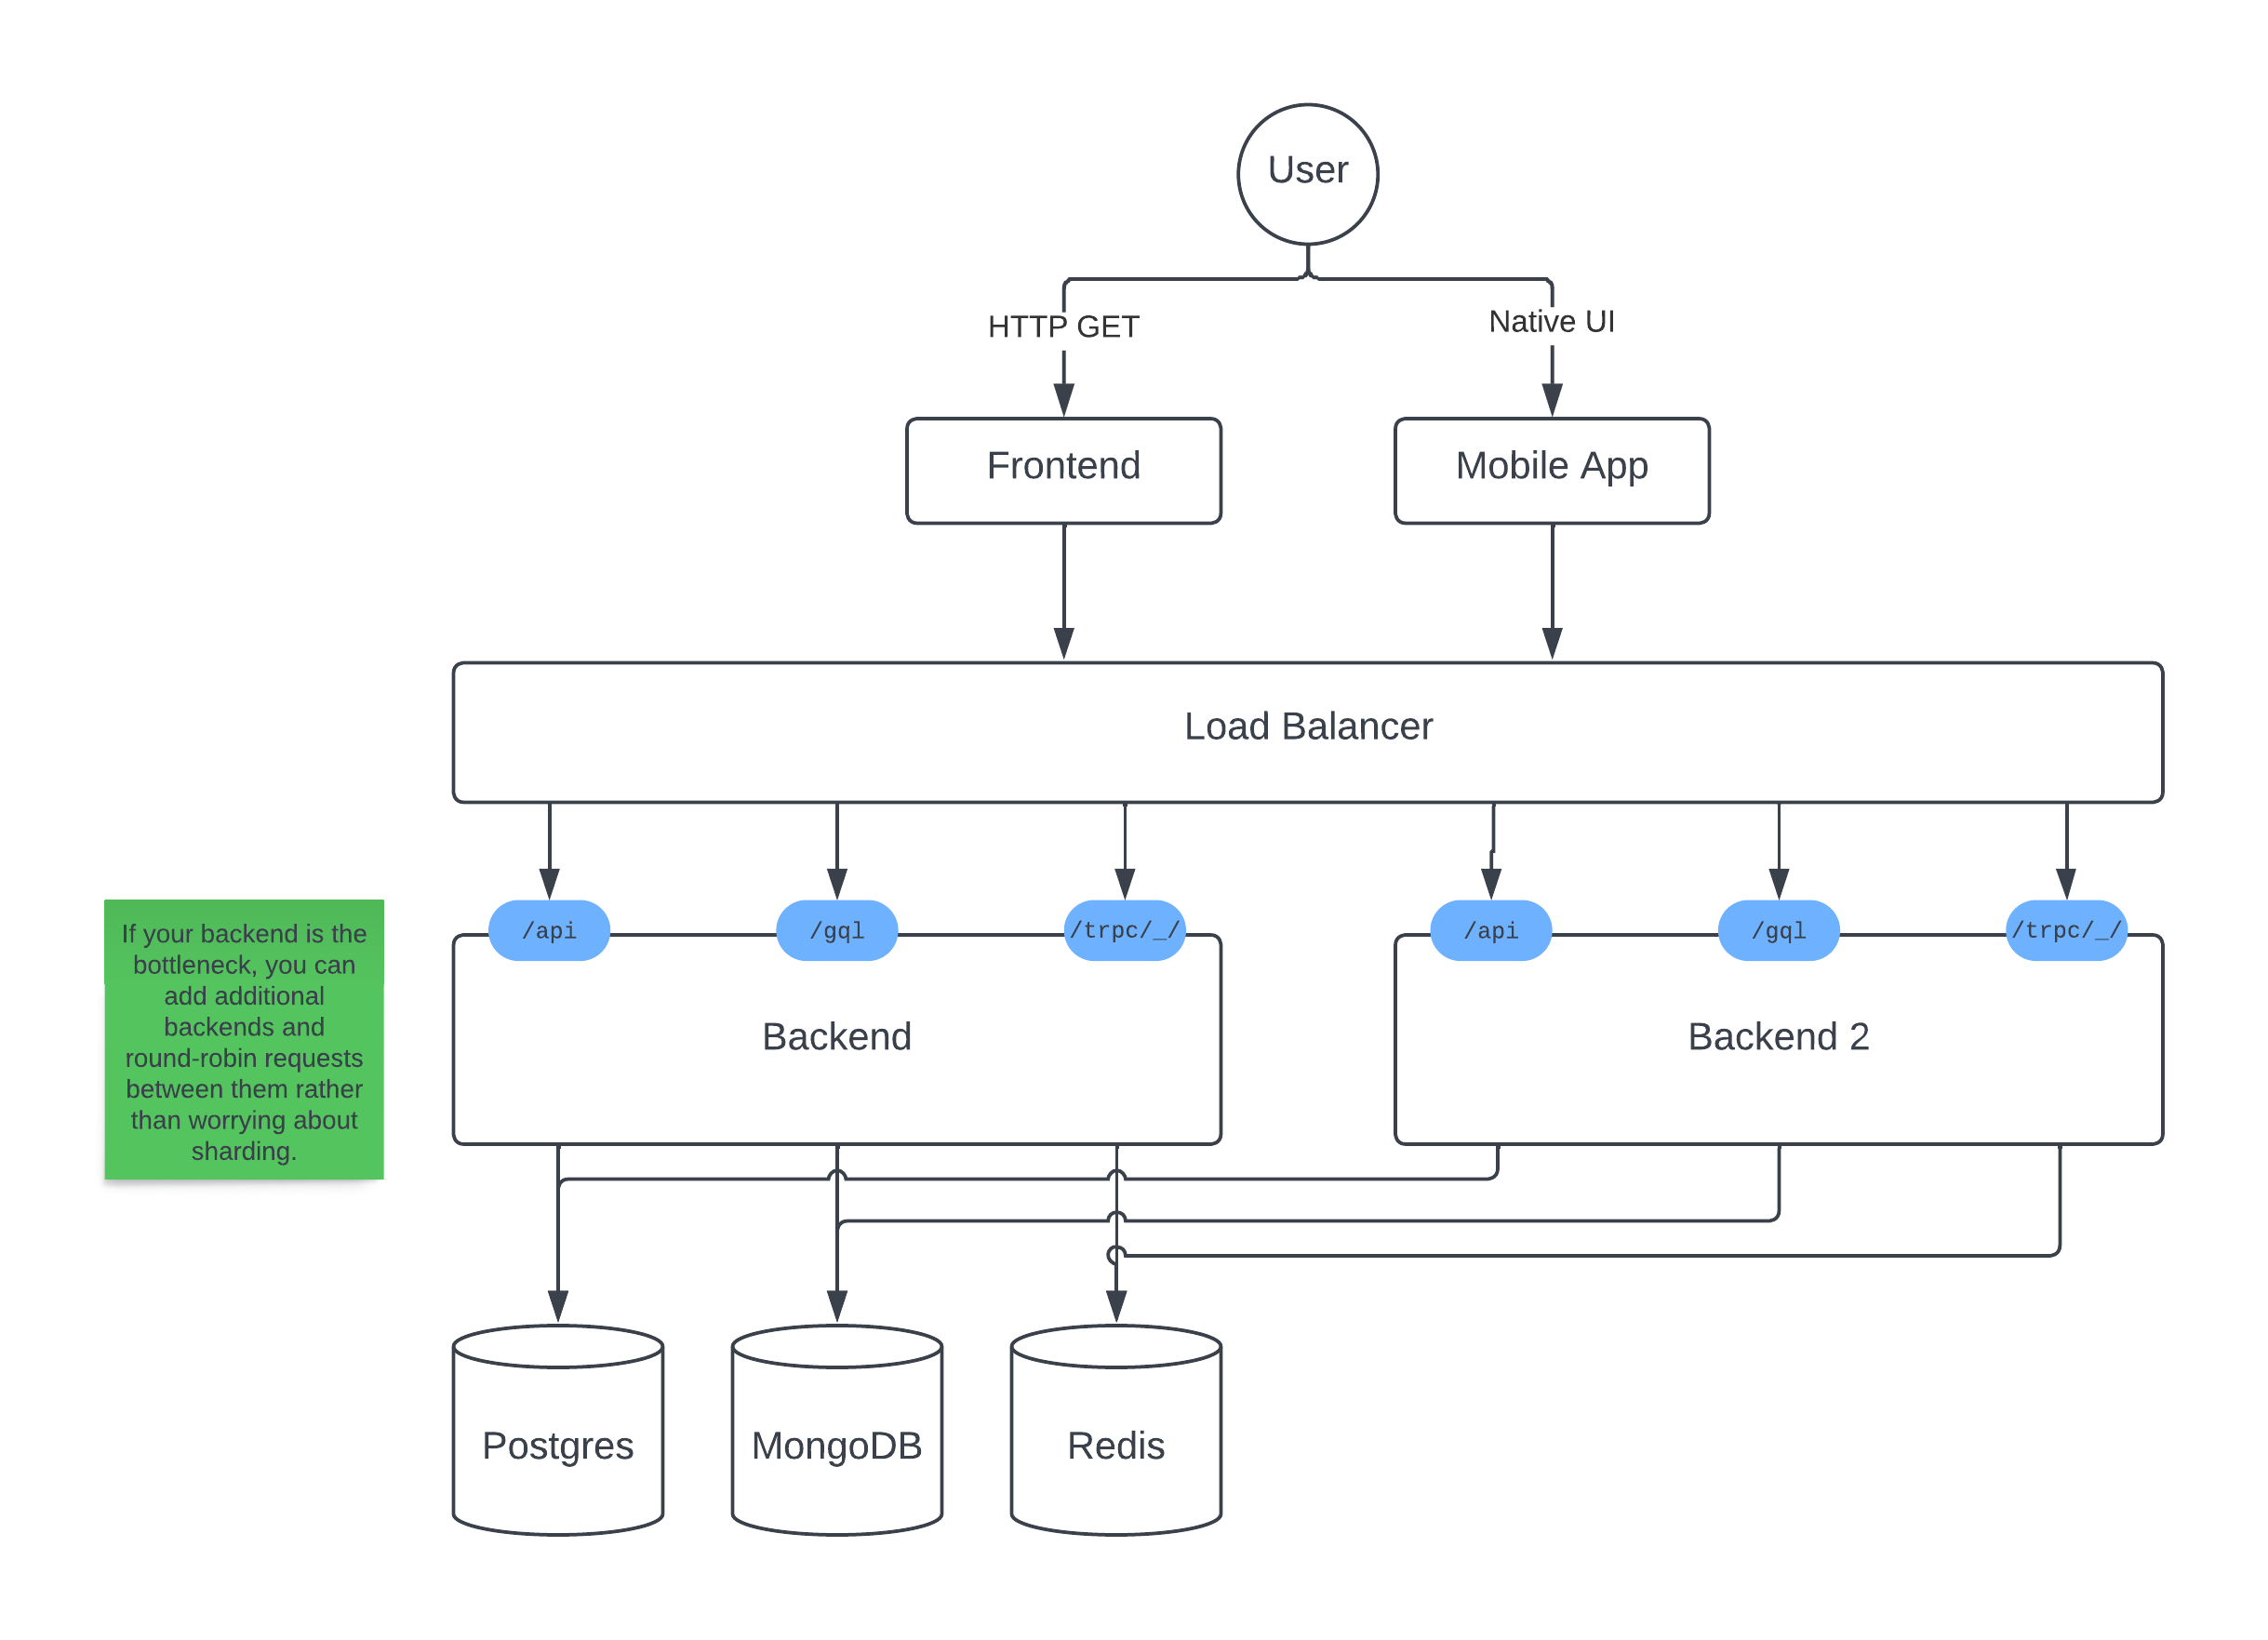 User
HTTP GET
Native UI
Frontend
Mobile App
Load Balancer
/api
/gql
/trpc/_/
/api
/gql
/trpc/_/
If your backend is the
bottleneck, you can
add additional
backends and
round-robin requests
between them rather
than worrying about
sharding.
Backend
Backend 2
Postgres
MongoDB
Redis